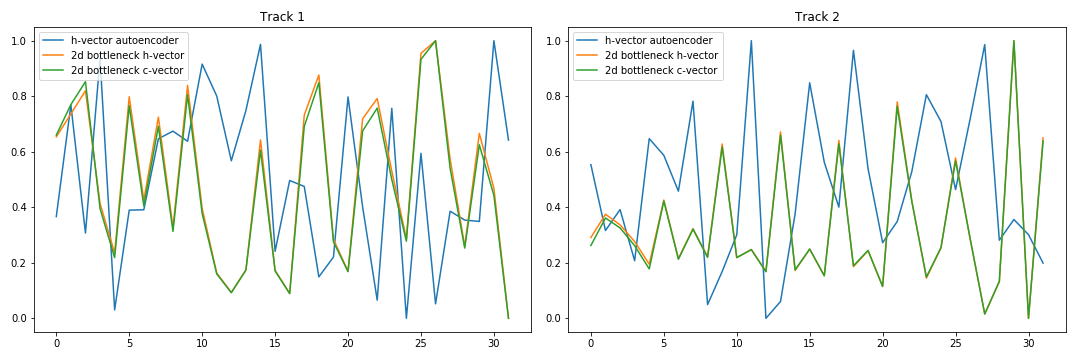 Track 1
h-vector autoencoder
2d bottleneck h-vector
2d bottleneck c-vector
1.0
0.8
0.6
0.4
0.2
0.0
0 5 10 15 20 25 30
Track 2
h-vector autoencoder
2d bottleneck h-vector
2d bottleneck c-vector
1.0
0.8
0.6
0.4
0.2
0.0
0 5 10 15 20 25 30